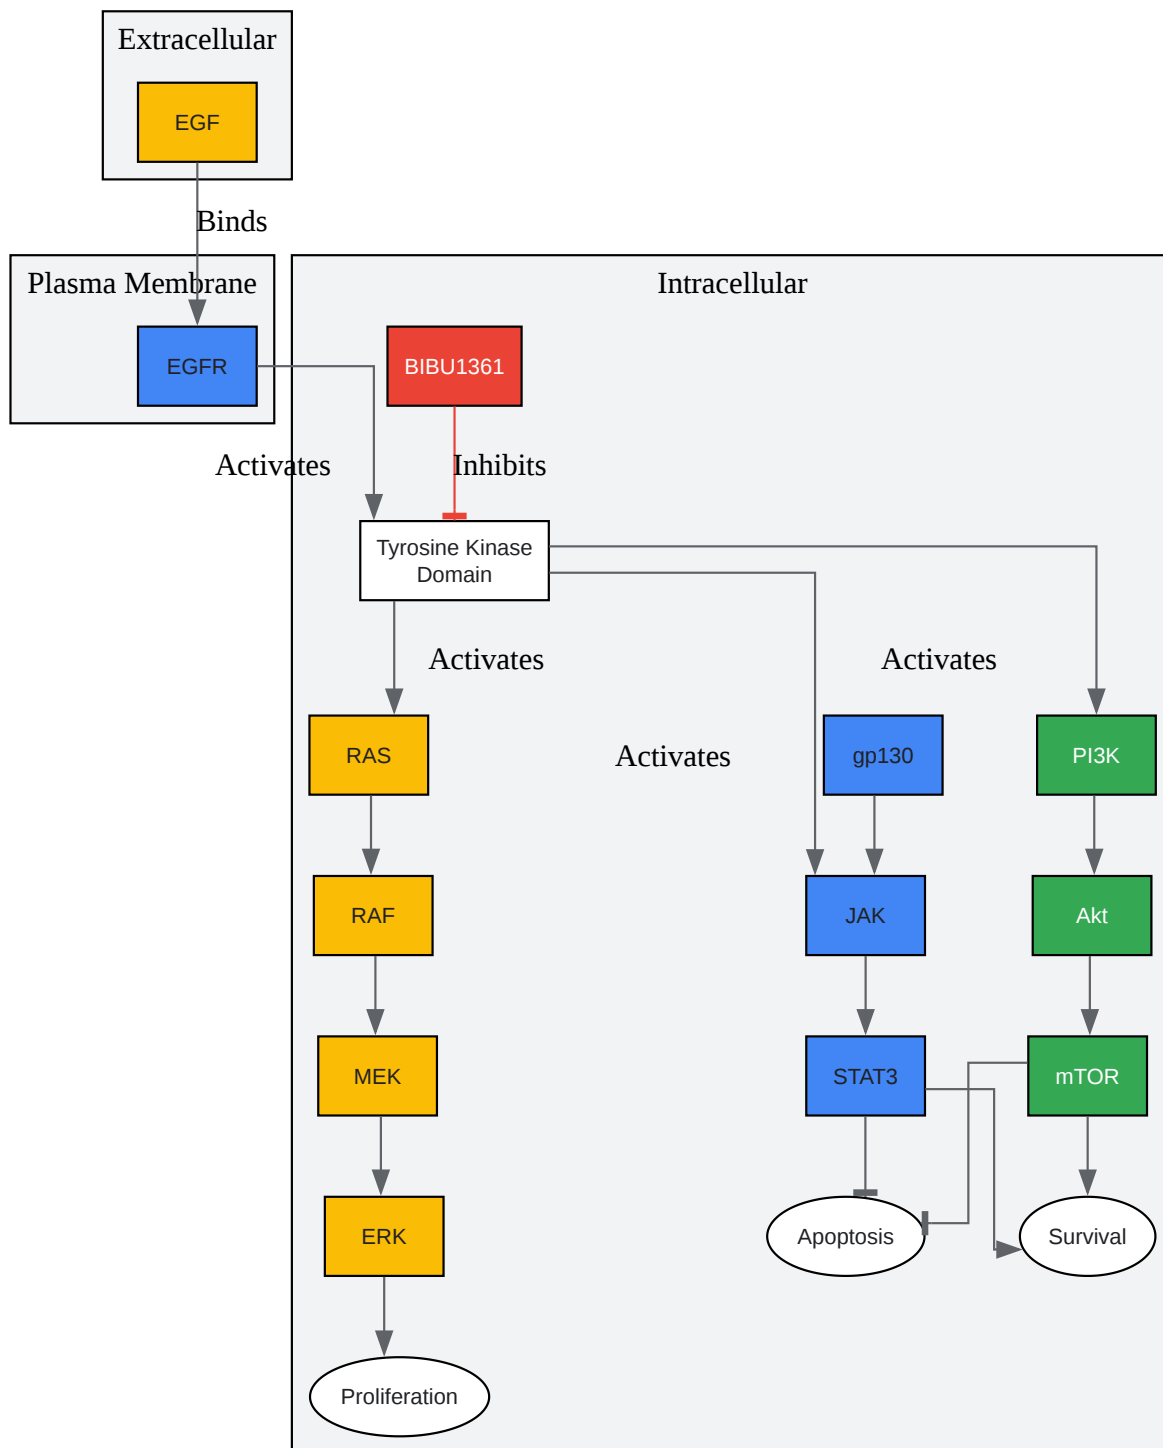 Extracellular
EGF
Binds
Plasma Membrane
Intracellular
EGFR
BIBU1361
Activates
Inhibits
Tyrosine Kinase
Domain
Activates
Activates
RAS
Activates
gp130
PI3K
RAF
JAK
Akt
MEK
STAT3
mTOR
ERK
Apoptosis
Survival
Proliferation